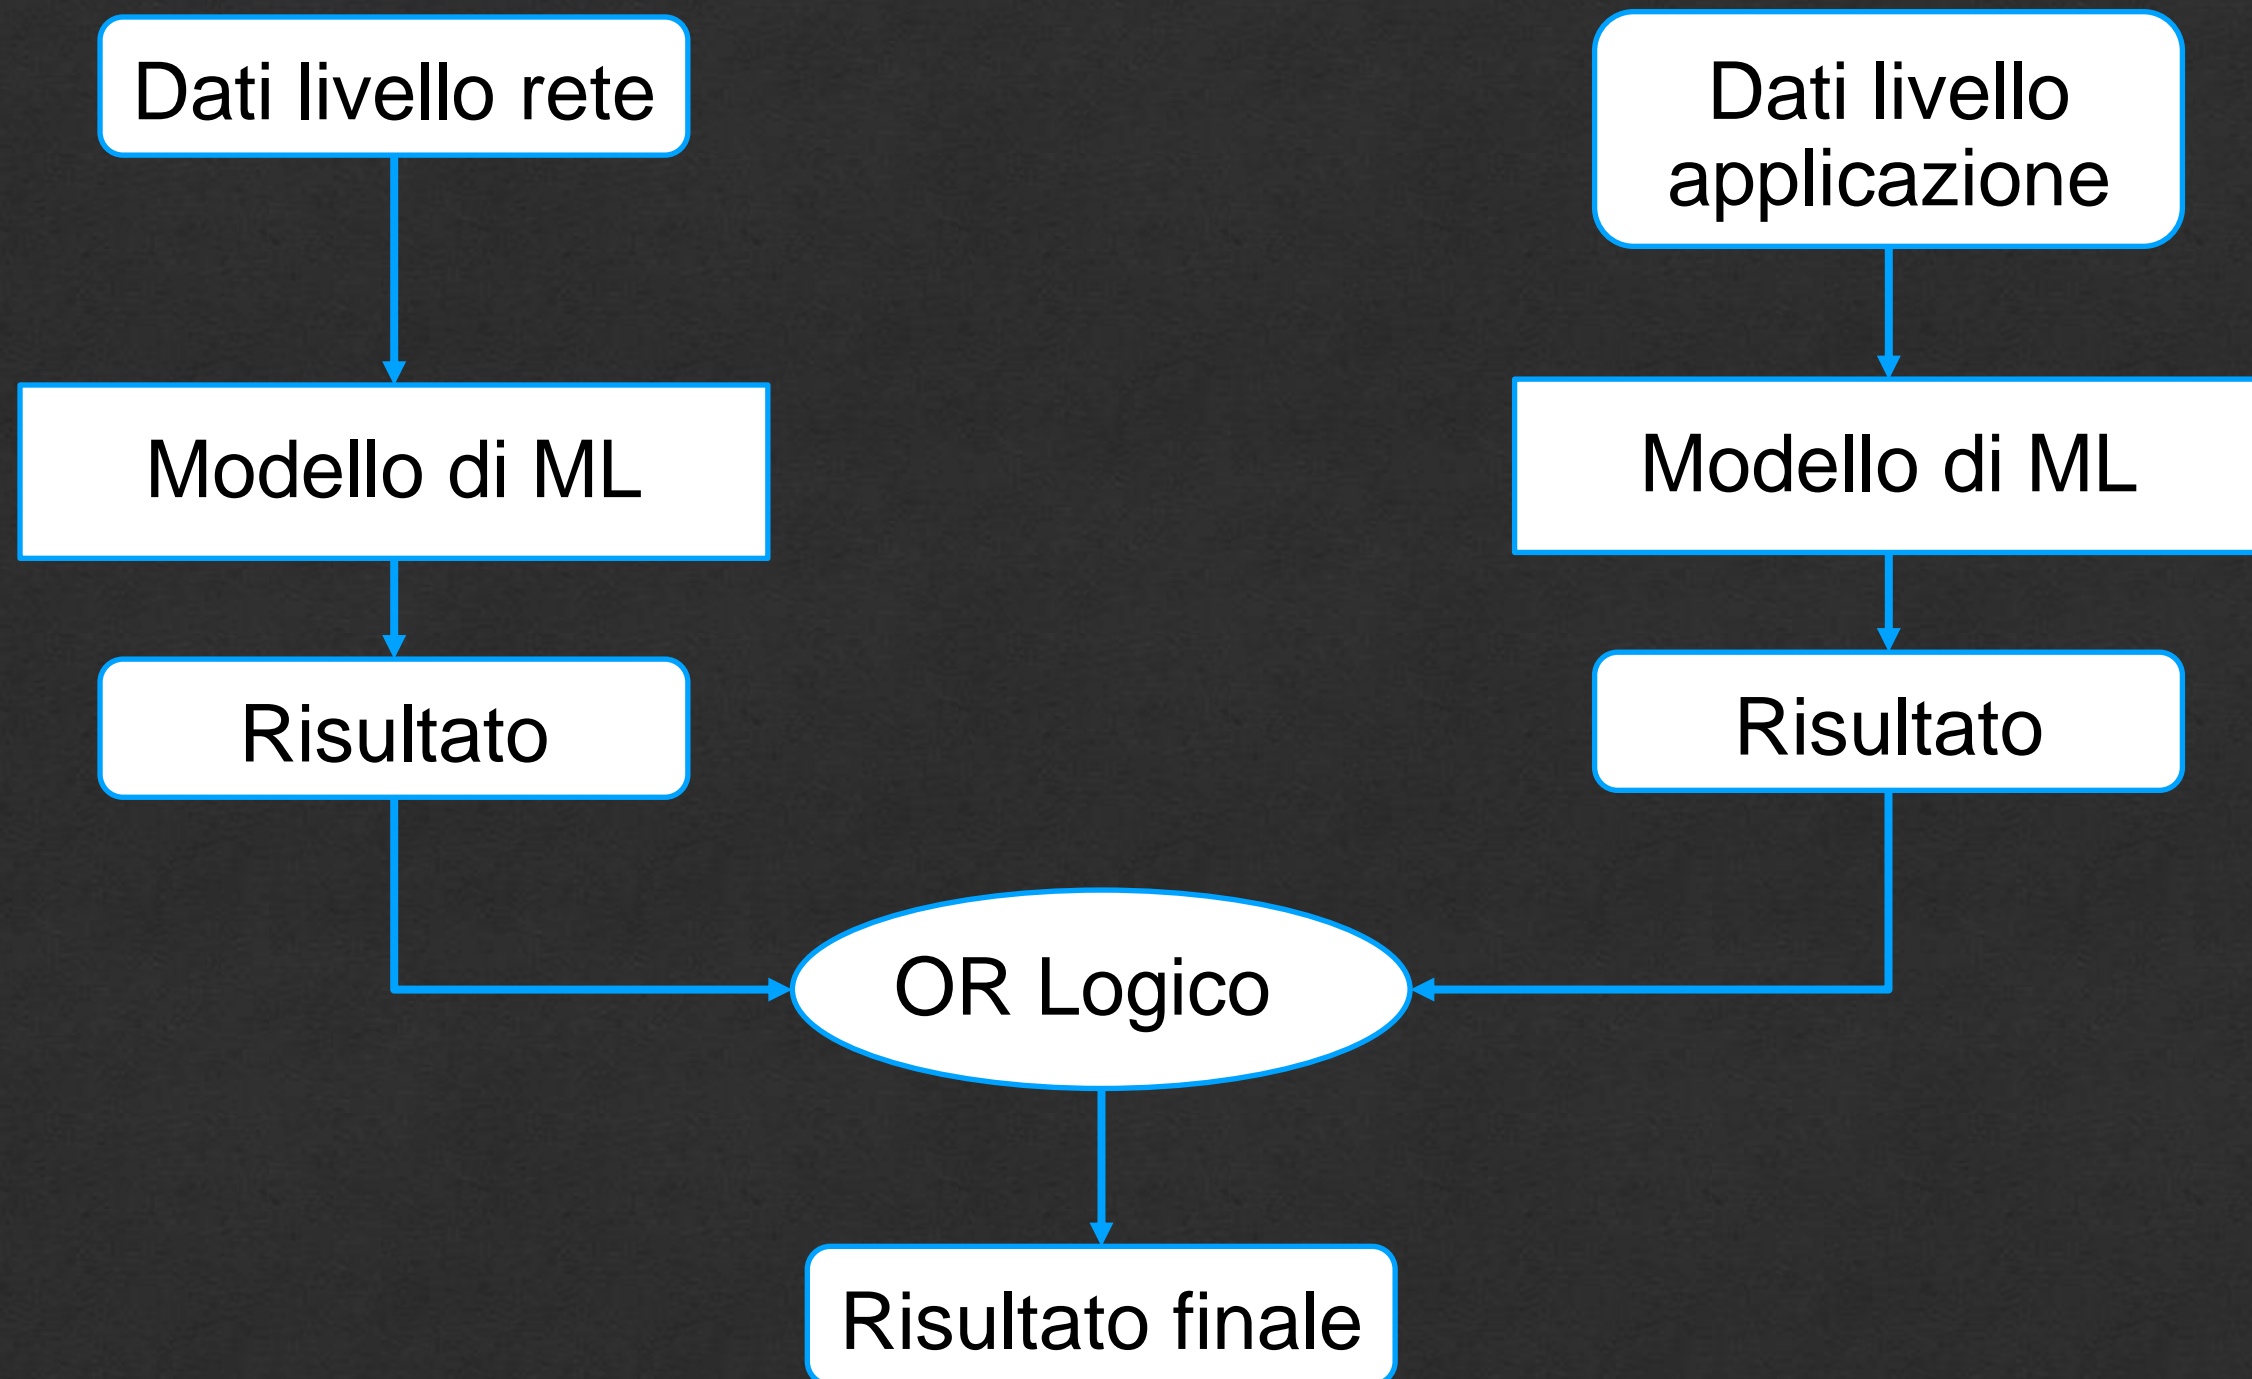 Dati livello rete
Dati livello
applicazione
Modello di ML
Modello di ML
Risultato
Risultato
OR Logico
Risultato finale